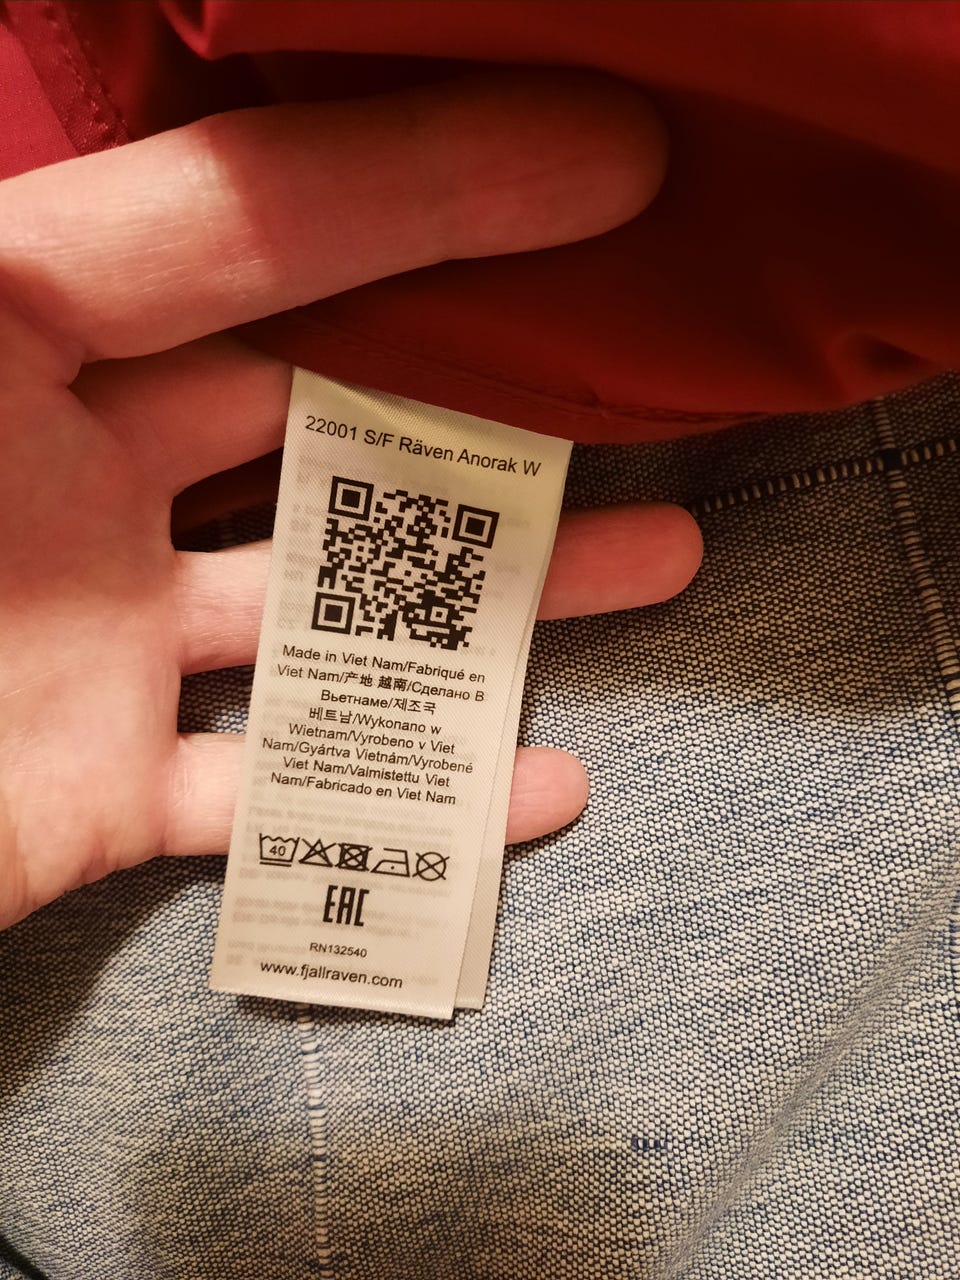 22001 S/F Räven Anorak W
Made in Viet Nam/Fabriqué en
Viet Nam/产地 越南/Сделано В
Вьетнаме/제조국
베트남/Wykonano w
Wietnam/Vyrobeno v Viet
Nam/Gyártva Vietnám/Vyrobené
Viet Nam/Valmistettu Viet
Nam/Fabricado en Viet Nam
40
EAC
RN132540
www.fjallraven.com